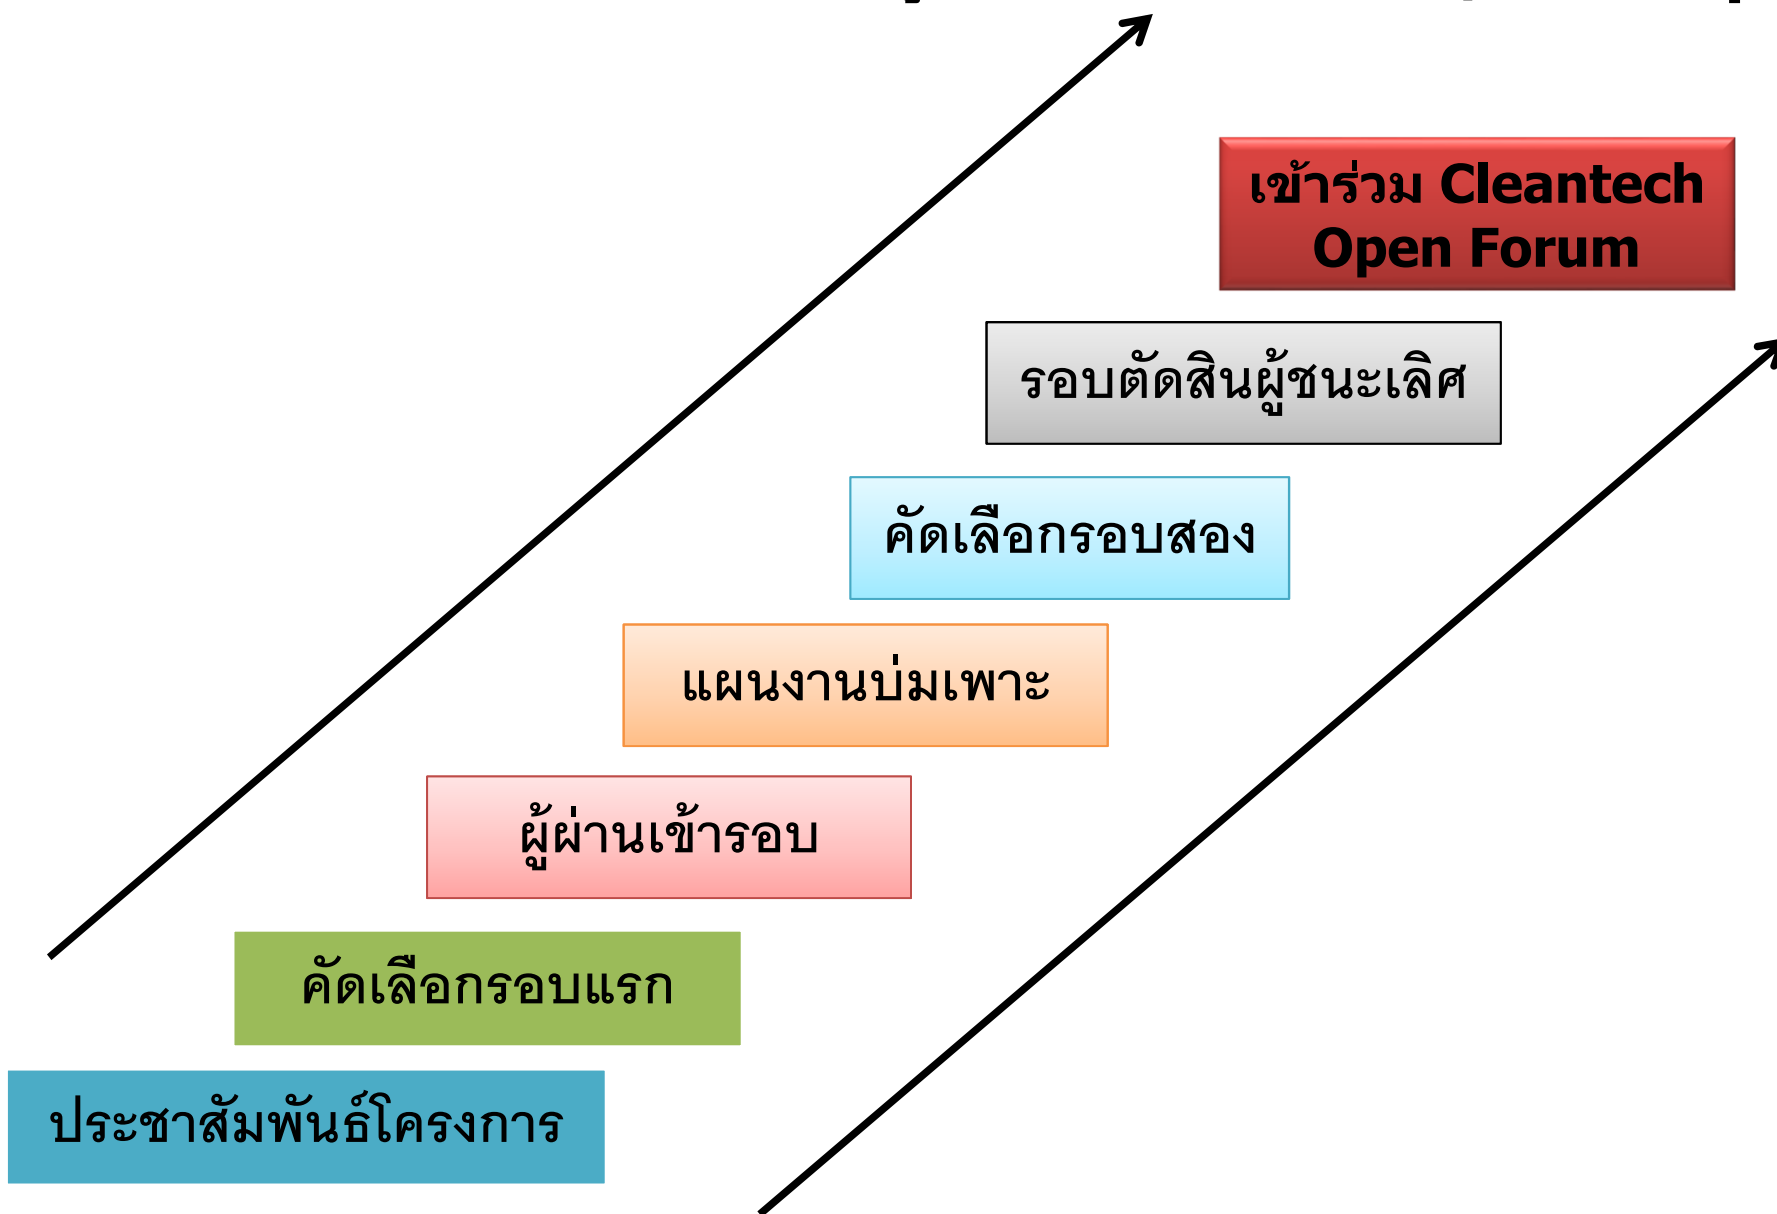 เข้าร่วม Cleantech
Open Forum
รอบตัดสินผู้ชนะเลิศ
คัดเลือกรอบสอง
แผนงานบ่มเพาะ
ผู้ผ่านเข้ารอบ
คัดเลือกรอบแรก
ประชาสัมพันธ์โครงการ